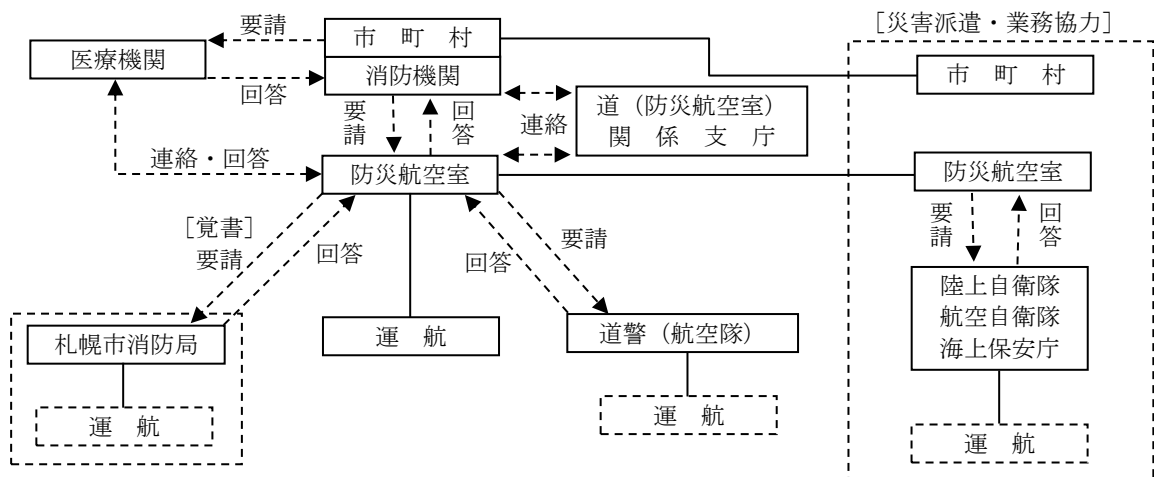 [災害派遣・業務協力]
要請
市 町 村
医療機関
消防機関
市 町 村
回答
要請
回答
連絡
道（防災航空室）
関 係 支 庁
連絡・回答
防災航空室
防災航空室
[覚書]
要請
回答
回答
要請
要請
回答
陸上自衛隊
航空自衛隊
海上保安庁
札幌市消防局
運 航
道警（航空隊）
運 航
運 航
運 航